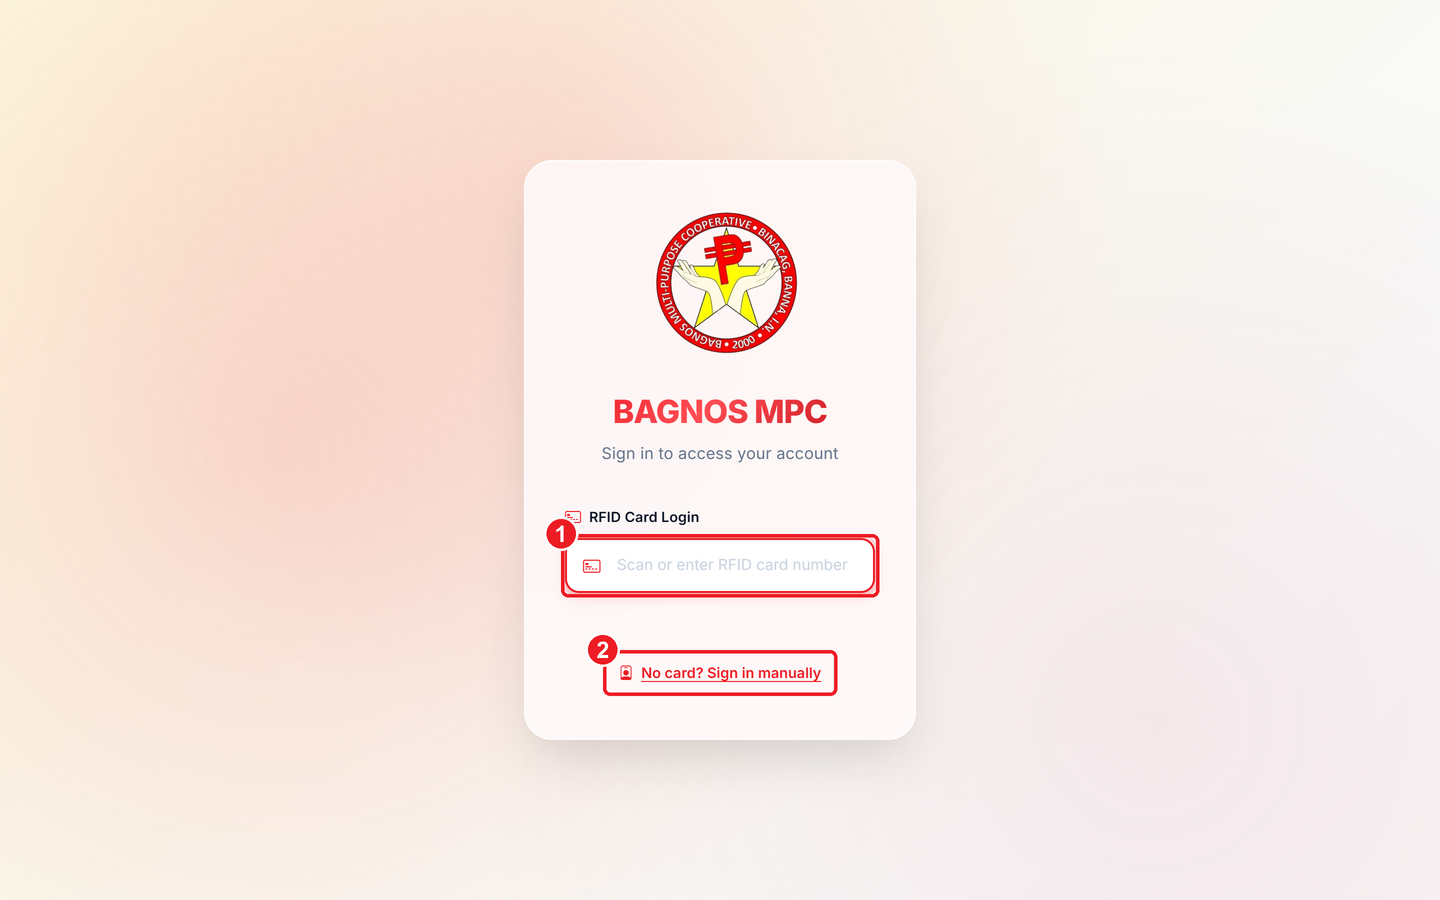 BAGNOS MULTI-PURPOSE COOPERATIVE • BINACAG, BANNA, I.N. • 2000 •
BAGNOS MPC
Sign in to access your account
RFID Card Login
1
Scan or enter RFID card number
2
No card? Sign in manually